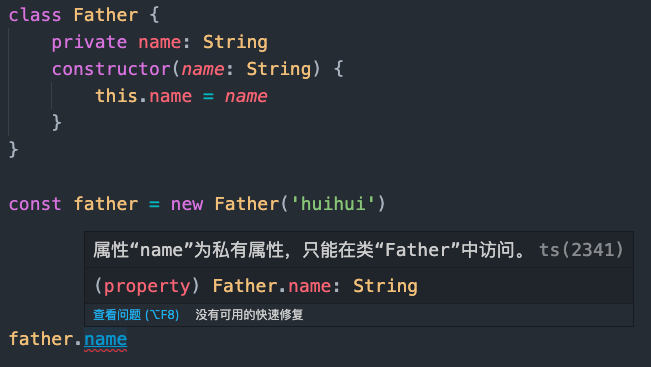 class Father {
    private name: String
    constructor(name: String) {
        this.name = name
    }
}
const father = new Father('huihui')
属性“name”为私有属性，只能在类“Father”中访问。 ts(2341)
(property) Father.name: String
查看问题 (⌥F8) 没有可用的快速修复
father.name